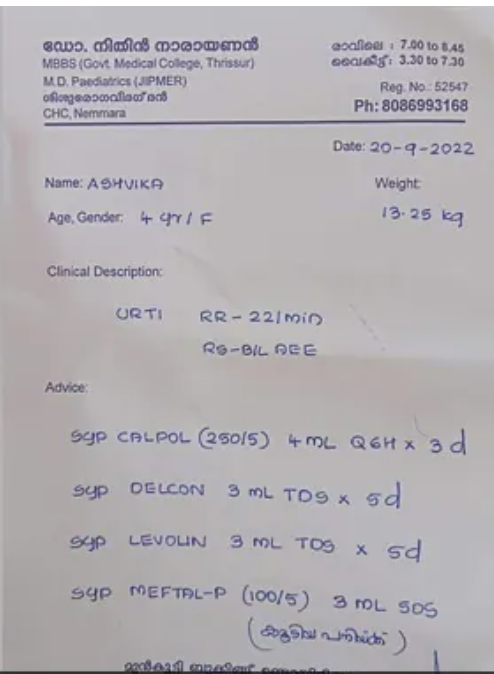 ഡോ. നിതിൻ നാരായണൻ
MBBS (Govt. Medical College, Thrissur)
M.D. Paediatrics (JIPMER)
ശിശുരോഗവിദഗ്ദ്ധൻ
CHC, Nemmara
രാവിലെ : 7.00 to 8.45
വൈകീട്ട് : 3.30 to 7.30
Reg. No.: 52547
Ph: 8086993168
Date: 20-9-2022
Name: ASHVIKA
Weight:
Age, Gender: 4 yr / F
13.25 kg
Clinical Description:
URTI RR - 22/min
RS-B/L AEE
Advice:
syp CALPOL (250/5) 4 mL Q6H x 3d
syp DELCON 3 mL TDS x 5d
syp LEVOLIN 3 mL TDS x 5d
syp MEFTAL-P (100/5) 3 mL SOS
(കൂടിയ പനിയ്ക്ക്)